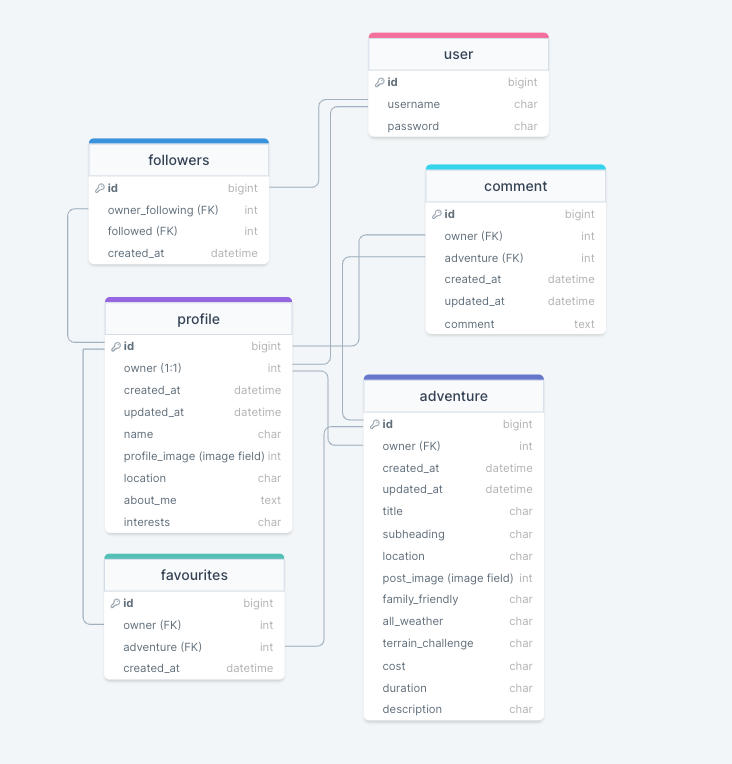 user
id bigint
username char
password char
followers
id bigint
owner_following (FK) int
followed (FK) int
created_at datetime
comment
id bigint
owner (FK) int
adventure (FK) int
created_at datetime
updated_at datetime
comment text
profile
id bigint
owner (1:1) int
created_at datetime
updated_at datetime
name char
profile_image (image field) int
location char
about_me text
interests char
adventure
id bigint
owner (FK) int
created_at datetime
updated_at datetime
title char
subheading char
location char
post_image (image field) int
family_friendly char
all_weather char
terrain_challenge char
cost char
duration char
description char
favourites
id bigint
owner (FK) int
adventure (FK) int
created_at datetime